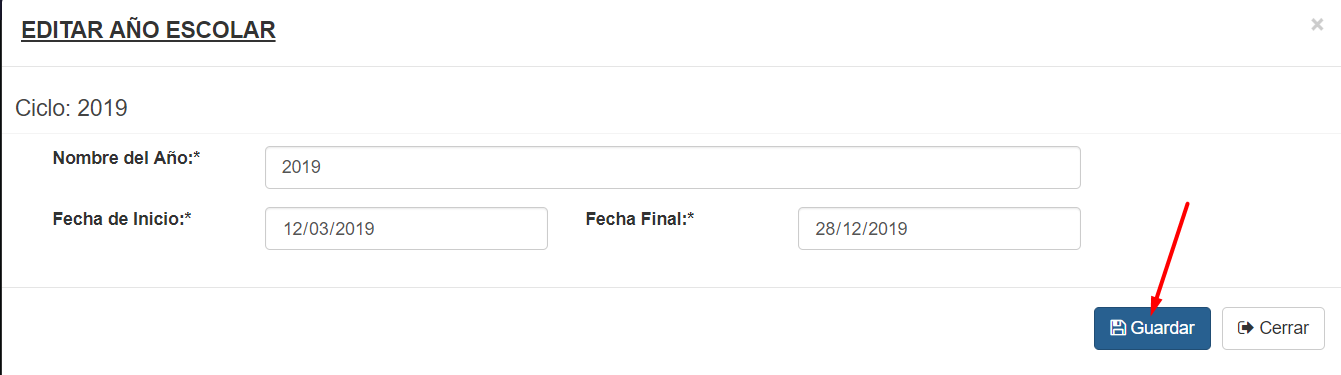 EDITAR AÑO ESCOLAR ×
Ciclo: 2019
Nombre del Año:* 2019
Fecha de Inicio:* 12/03/2019 Fecha Final:* 28/12/2019
Guardar Cerrar